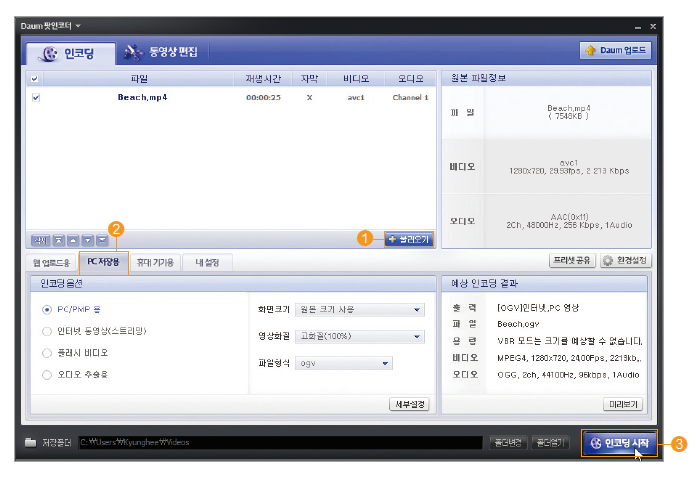 Daum 팟인코더
인코딩
동영상 편집
Daum 업로드
파일 재생시간 자막 비디오 오디오
Beach.mp4 00:00:25 X avc1 Channel 1
원본 파일정보
파 일 Beach.mp4
( 7548KB )
비디오 avc1
1280x720, 29.93fps, 2 213 Kbps
오디오 AAC(0x11)
2Ch, 48000Hz, 256 Kbps, 1Audio
삭제
1 불러오기
2
웹 업로드용 PC 저장용 휴대 기기용 내 설정
프리셋 공유 환경설정
인코딩 옵션
PC/PMP 용
인터넷 동영상(스트리밍)
플래시 비디오
오디오 추출용
화면크기 원본 크기 사용
영상화질 고화질(100%)
파일형식 ogv
세부설정
예상 인코딩 결과
출 력 [OGV]인터넷,PC 영상
파 일 Beach.ogv
용 량 VBR 모드는 크기를 예상할 수 없습니다.
비디오 MPEG4, 1280x720, 24.00Fps, 2213kb...
오디오 OGG, 2ch, 44100Hz, 96kbps, 1Audio
미리보기
저장폴더 C:\Users\Kyunghee\Videos
폴더변경 폴더열기
인코딩 시작 3